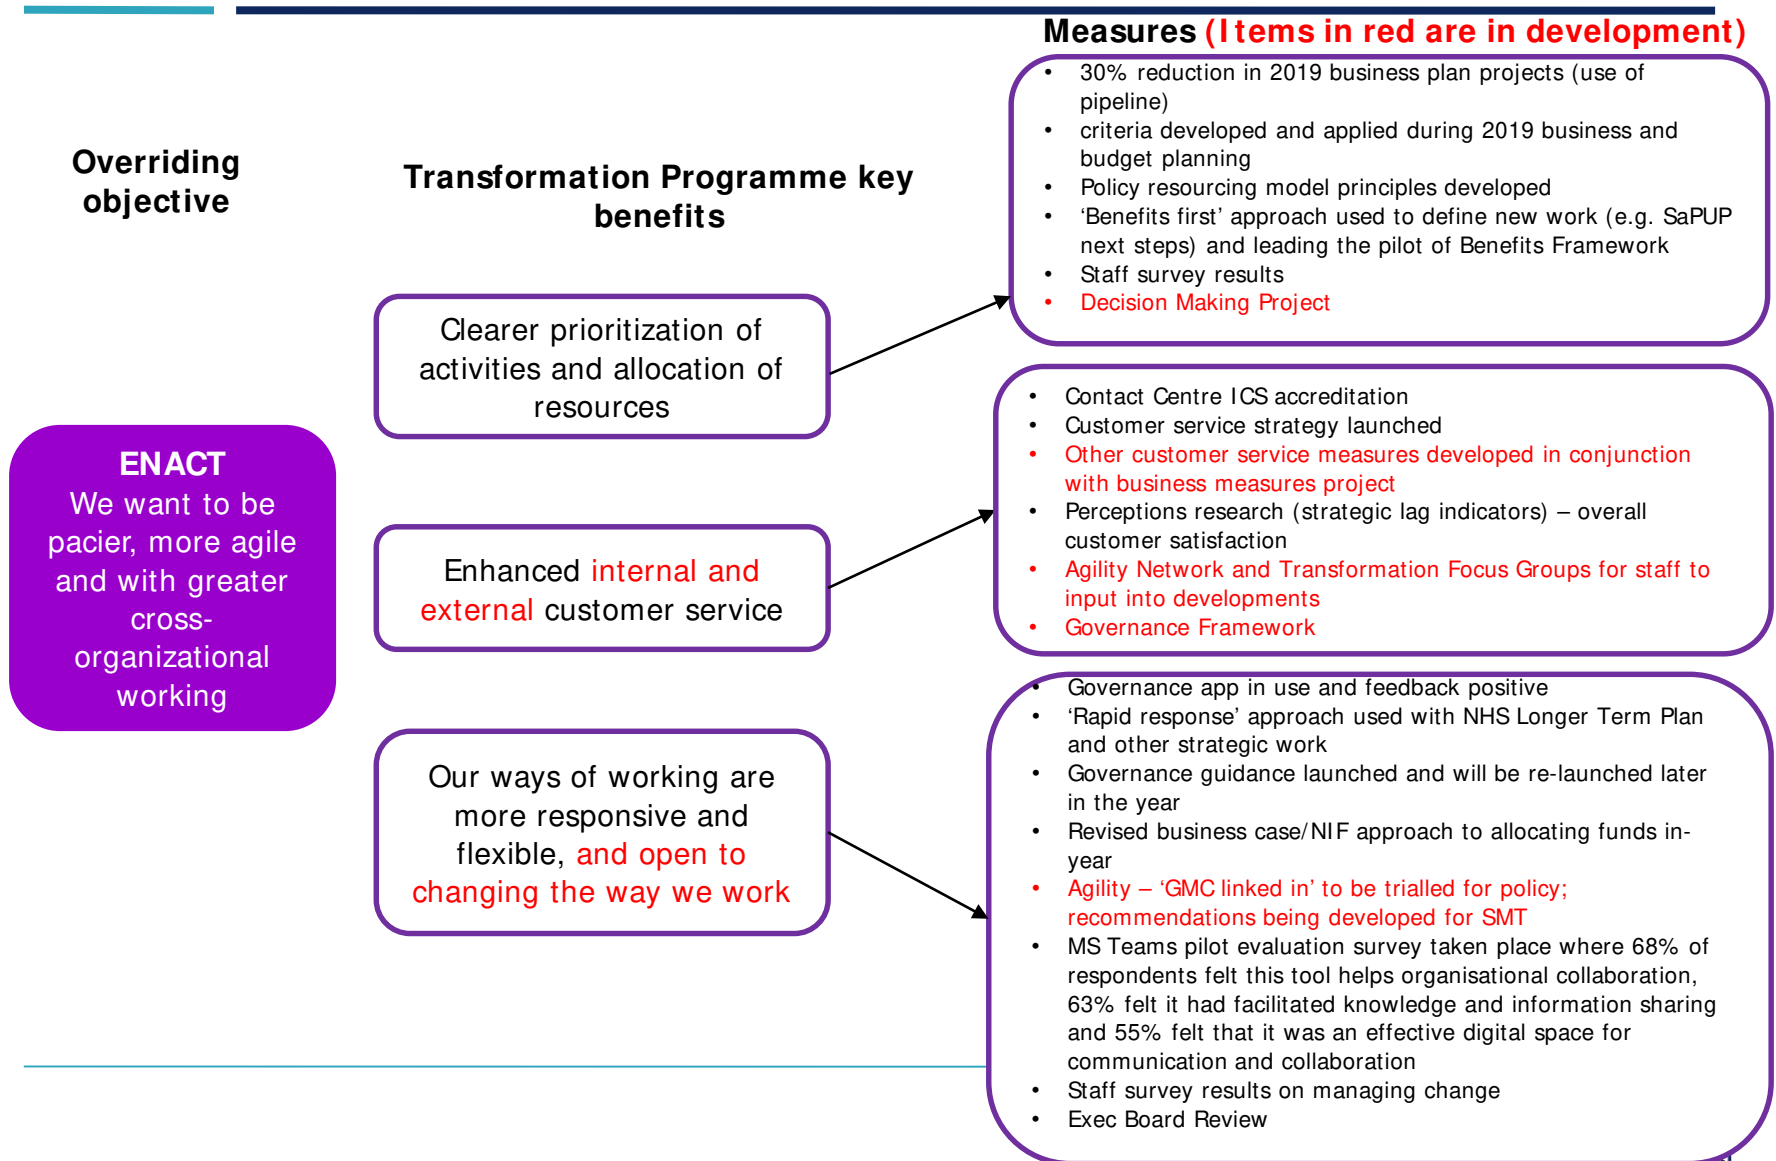 Measures (Items in red are in development)
Overriding
objective
Transformation Programme key
benefits
ENACT
We want to be
pacier, more agile
and with greater
cross-
organizational
working
Clearer prioritization of
activities and allocation of
resources
Enhanced internal and
external customer service
Our ways of working are
more responsive and
flexible, and open to
changing the way we work
• 30% reduction in 2019 business plan projects (use of
pipeline)
• criteria developed and applied during 2019 business and
budget planning
• Policy resourcing model principles developed
• ‘Benefits first’ approach used to define new work (e.g. SaPUP
next steps) and leading the pilot of Benefits Framework
• Staff survey results
• Decision Making Project
• Contact Centre ICS accreditation
• Customer service strategy launched
• Other customer service measures developed in conjunction
with business measures project
• Perceptions research (strategic lag indicators) – overall
customer satisfaction
• Agility Network and Transformation Focus Groups for staff to
input into developments
• Governance Framework
• Governance app in use and feedback positive
• ‘Rapid response’ approach used with NHS Longer Term Plan
and other strategic work
• Governance guidance launched and will be re-launched later
in the year
• Revised business case/NIF approach to allocating funds in-
year
• Agility – ‘GMC linked in’ to be trialled for policy;
recommendations being developed for SMT
• MS Teams pilot evaluation survey taken place where 68% of
respondents felt this tool helps organisational collaboration,
63% felt it had facilitated knowledge and information sharing
and 55% felt that it was an effective digital space for
communication and collaboration
• Staff survey results on managing change
• Exec Board Review